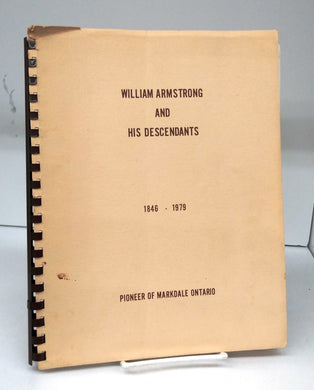 WILLIAM ARMSTRONG
AND
HIS DESCENDANTS
1846 - 1979
PIONEER OF MARKDALE ONTARIO